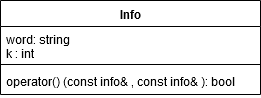 Info
word: string
k : int
operator() (const info& , const info& ): bool